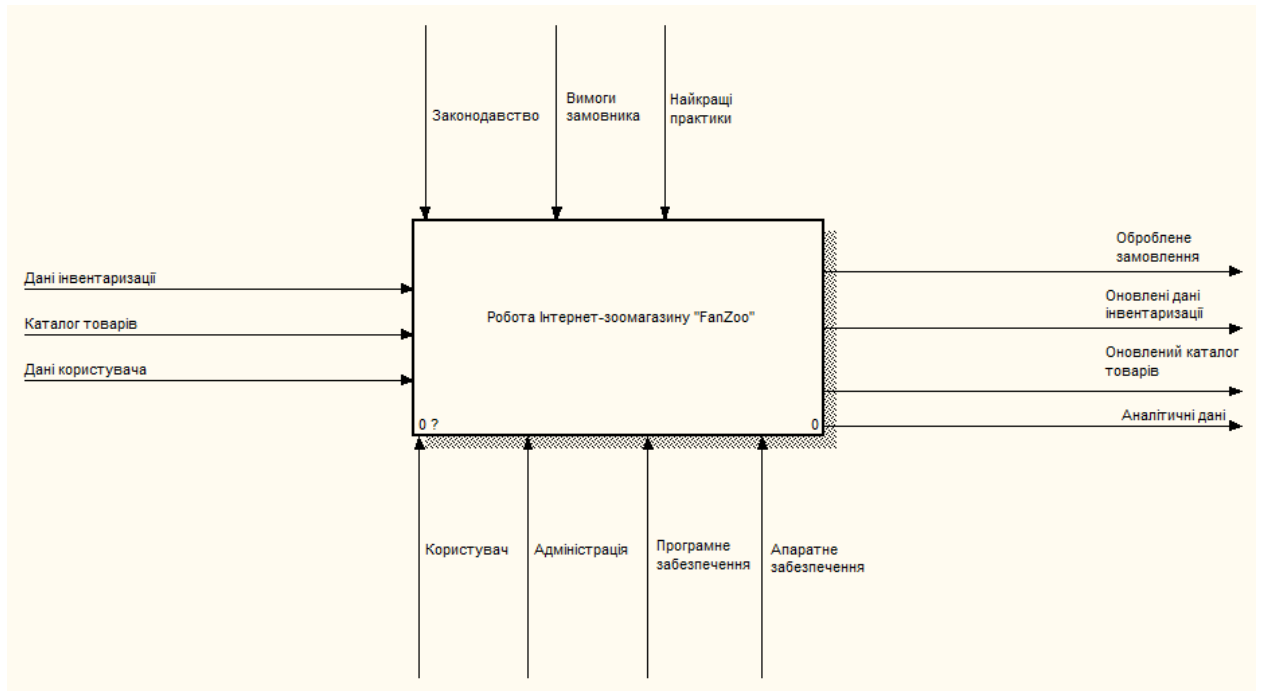 Законодавство
Вимоги
замовника
Найкращі
практики
Дані інвентаризації
Каталог товарів
Дані користувача
Робота Інтернет-зоомагазину "FanZoo"
0 ?
0
Оброблене
замовлення
Оновлені дані
інвентаризації
Оновлений каталог
товарів
Аналітичні дані
Користувач
Адміністрація
Програмне
забезпечення
Апаратне
забезпечення